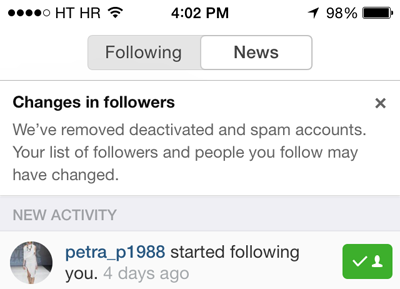 HT HR 4:02 PM 98%
Following News
Changes in followers
We’ve removed deactivated and spam accounts.
Your list of followers and people you follow may
have changed.
NEW ACTIVITY
petra_p1988 started following
you. 4 days ago